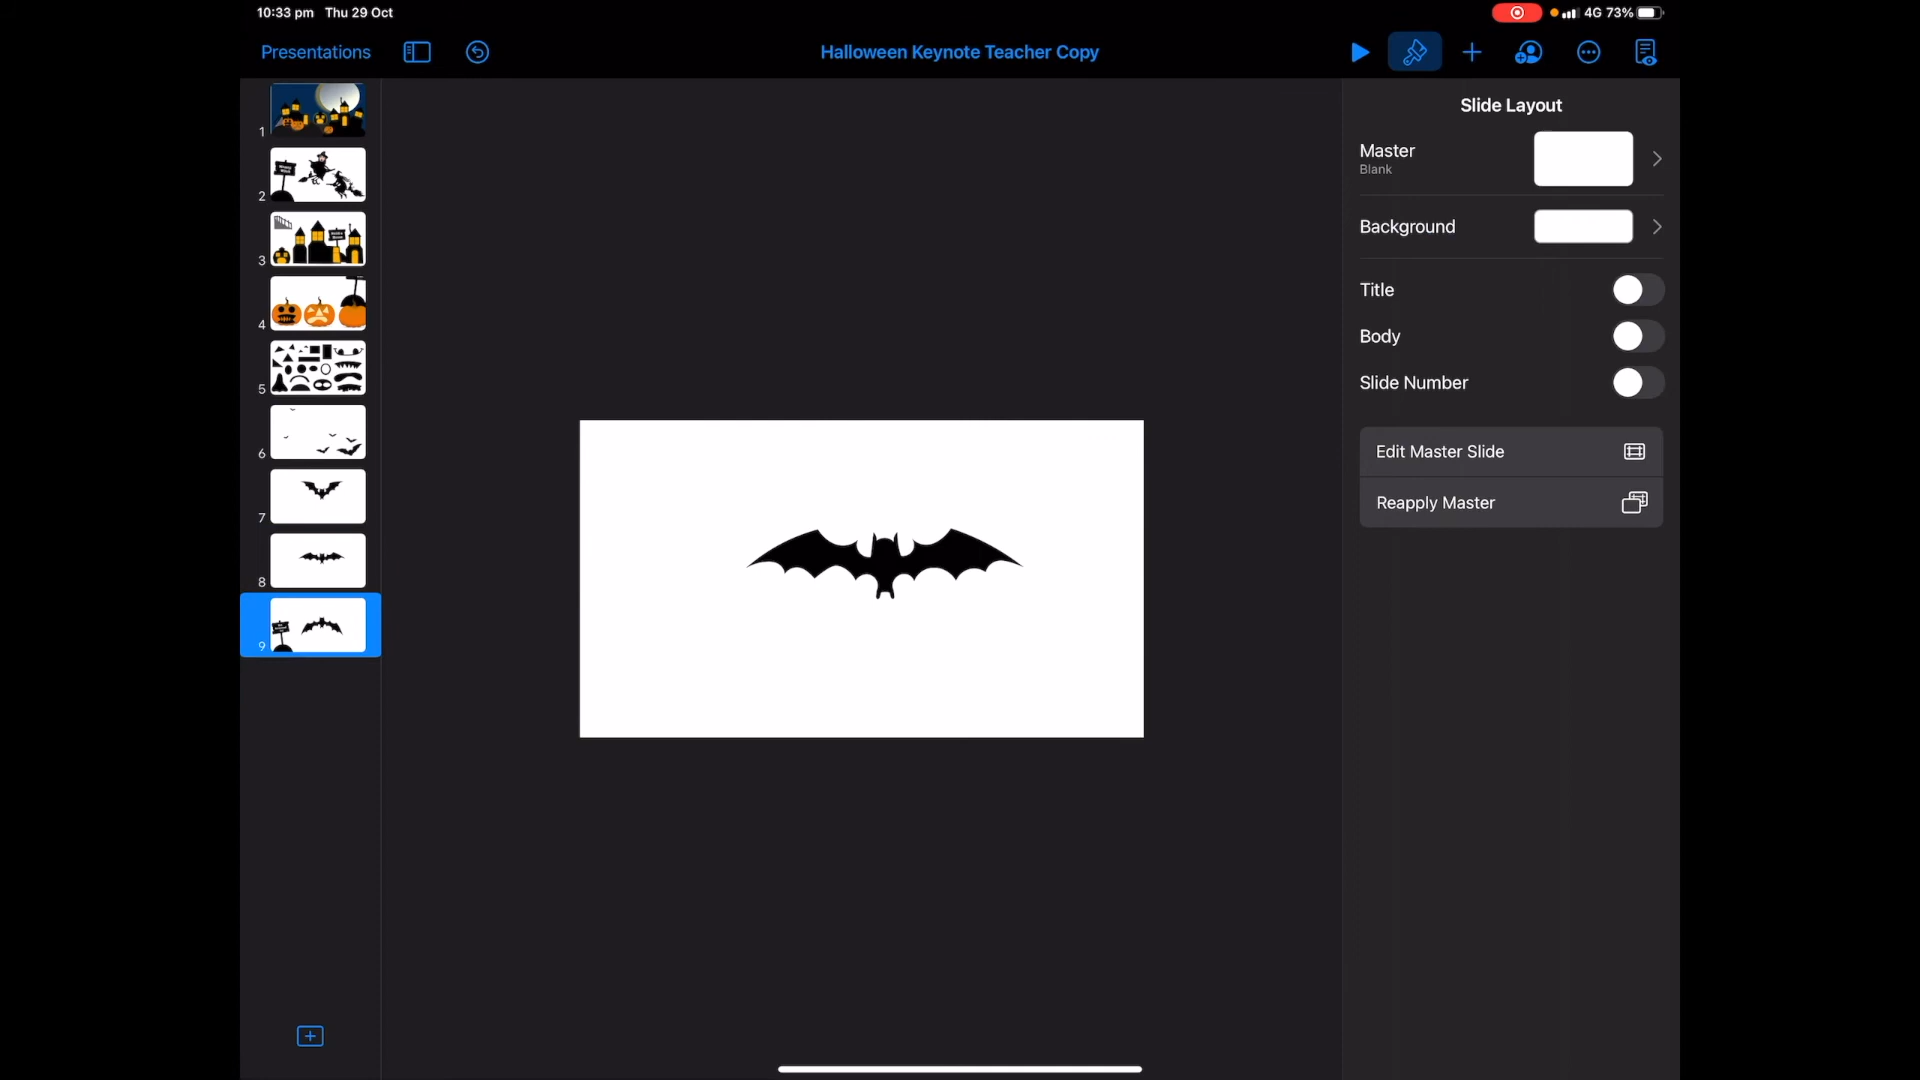 10:33 pm Thu 29 Oct
4G 73%
Presentations
Halloween Keynote Teacher Copy
1
2
3
4
5
6
7
8
9
Slide Layout
Master
Blank
Background
Title
Body
Slide Number
Edit Master Slide
Reapply Master